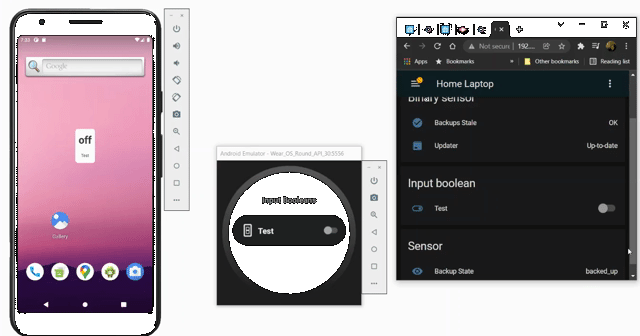 7:50
Google
off
Test
Gallery
Android Emulator - Wear_OS_Round_API_30:5556
Input Booleans
Test
Not secure
192....
Apps
Bookmarks
»
Other bookmarks
Reading list
Home Laptop
Binary sensor
Backups Stale
OK
Updater
Up-to-date
Input boolean
Test
Sensor
Backup State
backed_up